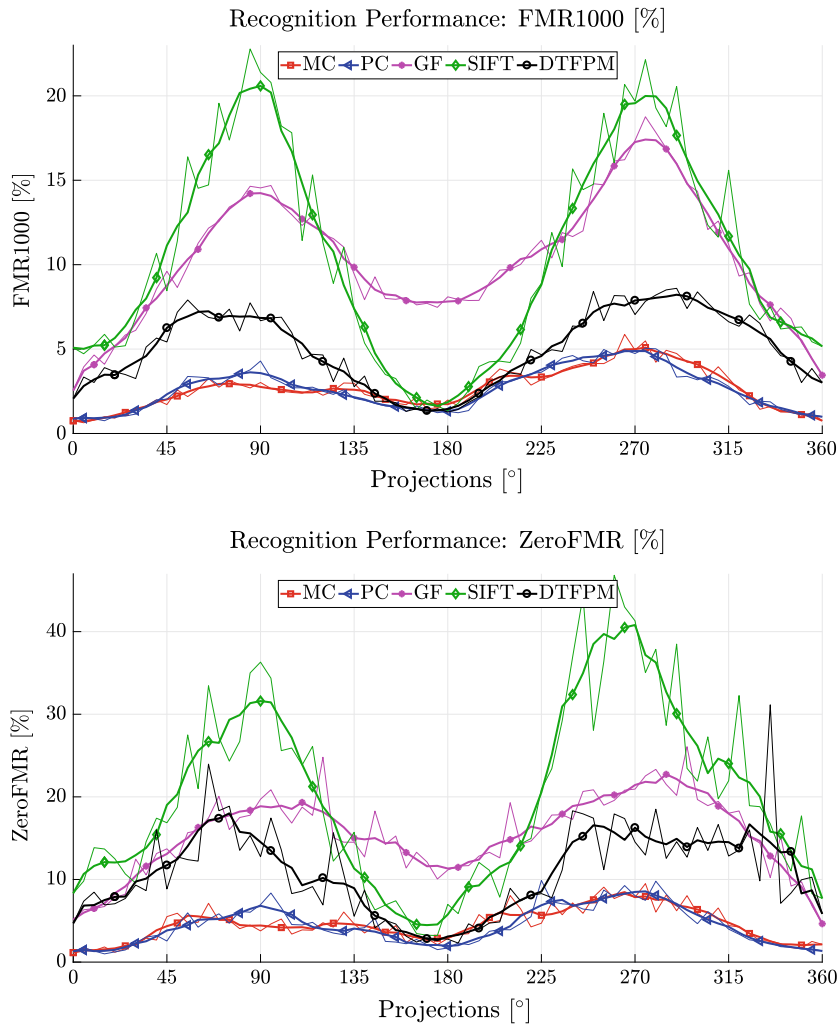 Recognition Performance: FMR1000 [%]
MC PC GF SIFT DTFPM
20
15
10
5
0
FMR1000 [%]
0 45 90 135 180 225 270 315 360
Projections [°]
Recognition Performance: ZeroFMR [%]
MC PC GF SIFT DTFPM
40
30
20
10
0
ZeroFMR [%]
0 45 90 135 180 225 270 315 360
Projections [°]